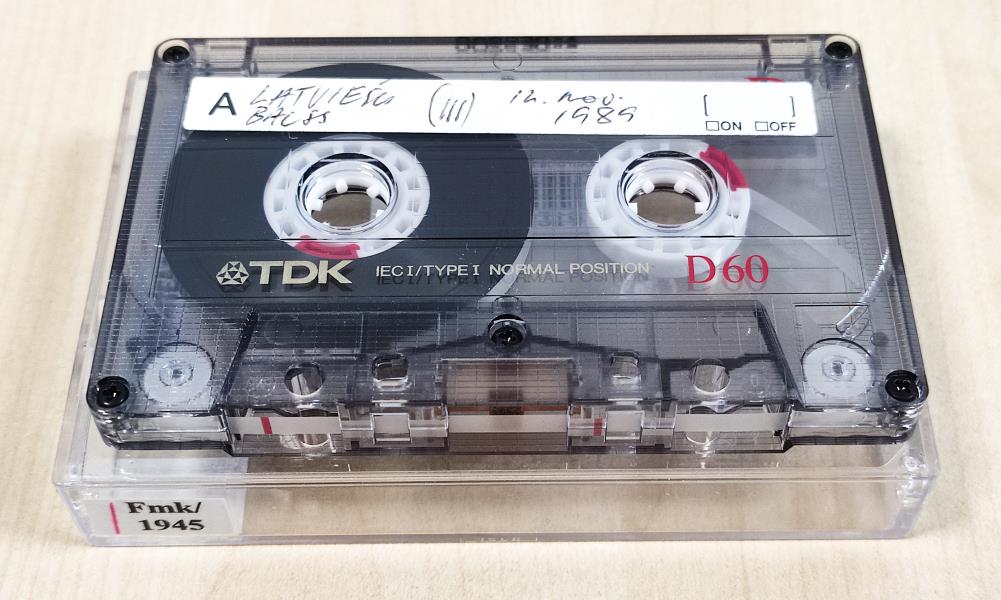 A LATVIEŠU (III) 12. nov. [ ]
BALSS 1989 ☐ON ☐OFF
TDK IEC I/TYPE I NORMAL POSITION D60
Fmk/
1945